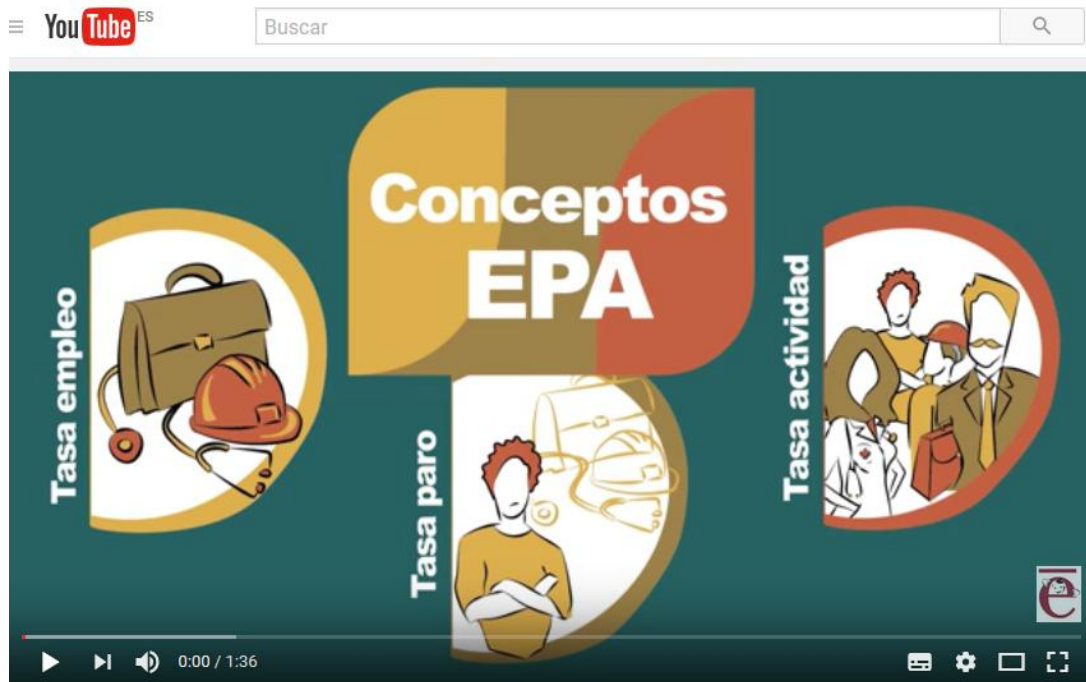 YouTube ES
Buscar
Conceptos
EPA
Tasa empleo
Tasa paro
Tasa actividad
e
0:00 / 1:36